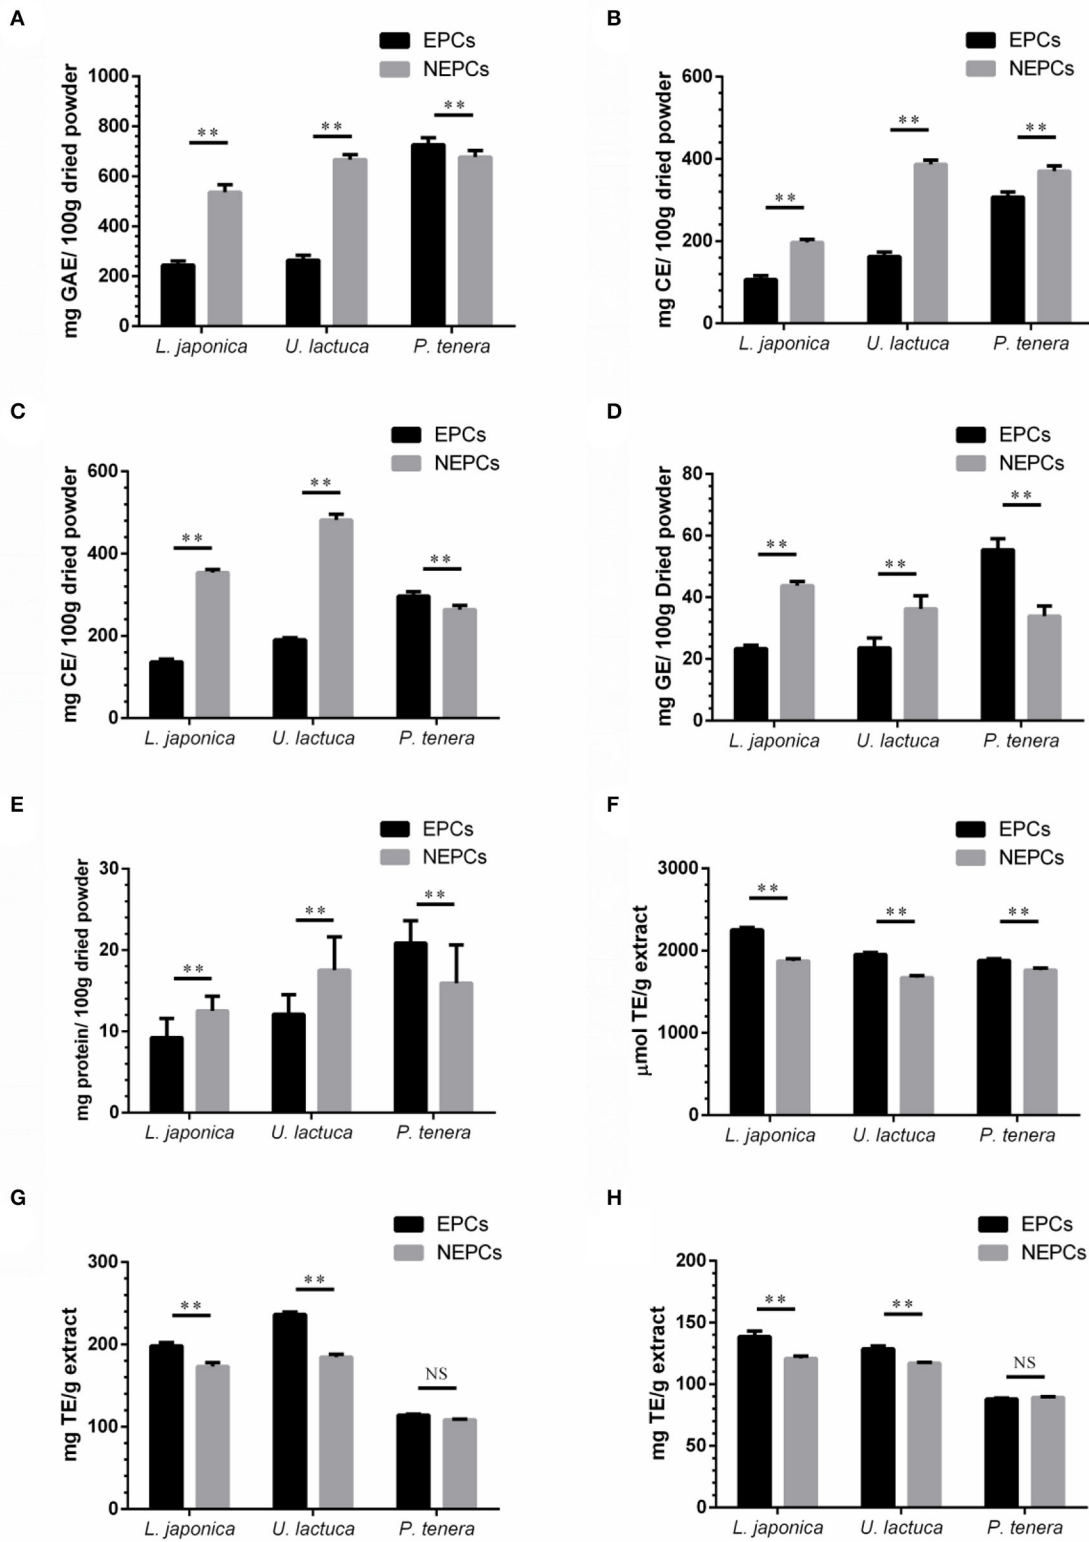 A
EPCs
NEPCs
mg GAE/ 100g dried powder
1000
800
600
400
200
0
**
**
**
L. japonica
U. lactuca
P. tenera
B
EPCs
NEPCs
mg CE/ 100g dried powder
600
400
200
0
**
**
**
L. japonica
U. lactuca
P. tenera
C
EPCs
NEPCs
mg CE/ 100g dried powder
600
400
200
0
**
**
**
L. japonica
U. lactuca
P. tenera
D
EPCs
NEPCs
mg GE/ 100g Dried powder
80
60
40
20
0
**
**
**
L. japonica
U. lactuca
P. tenera
E
EPCs
NEPCs
mg protein/ 100g dried powder
30
20
10
0
**
**
**
L. japonica
U. lactuca
P. tenera
F
EPCs
NEPCs
μmol TE/g extract
3000
2000
1000
0
**
**
**
L. japonica
U. lactuca
P. tenera
G
EPCs
NEPCs
mg TE/g extract
300
200
100
0
**
**
NS
L. japonica
U. lactuca
P. tenera
H
EPCs
NEPCs
mg TE/g extract
200
150
100
50
0
**
**
NS
L. japonica
U. lactuca
P. tenera